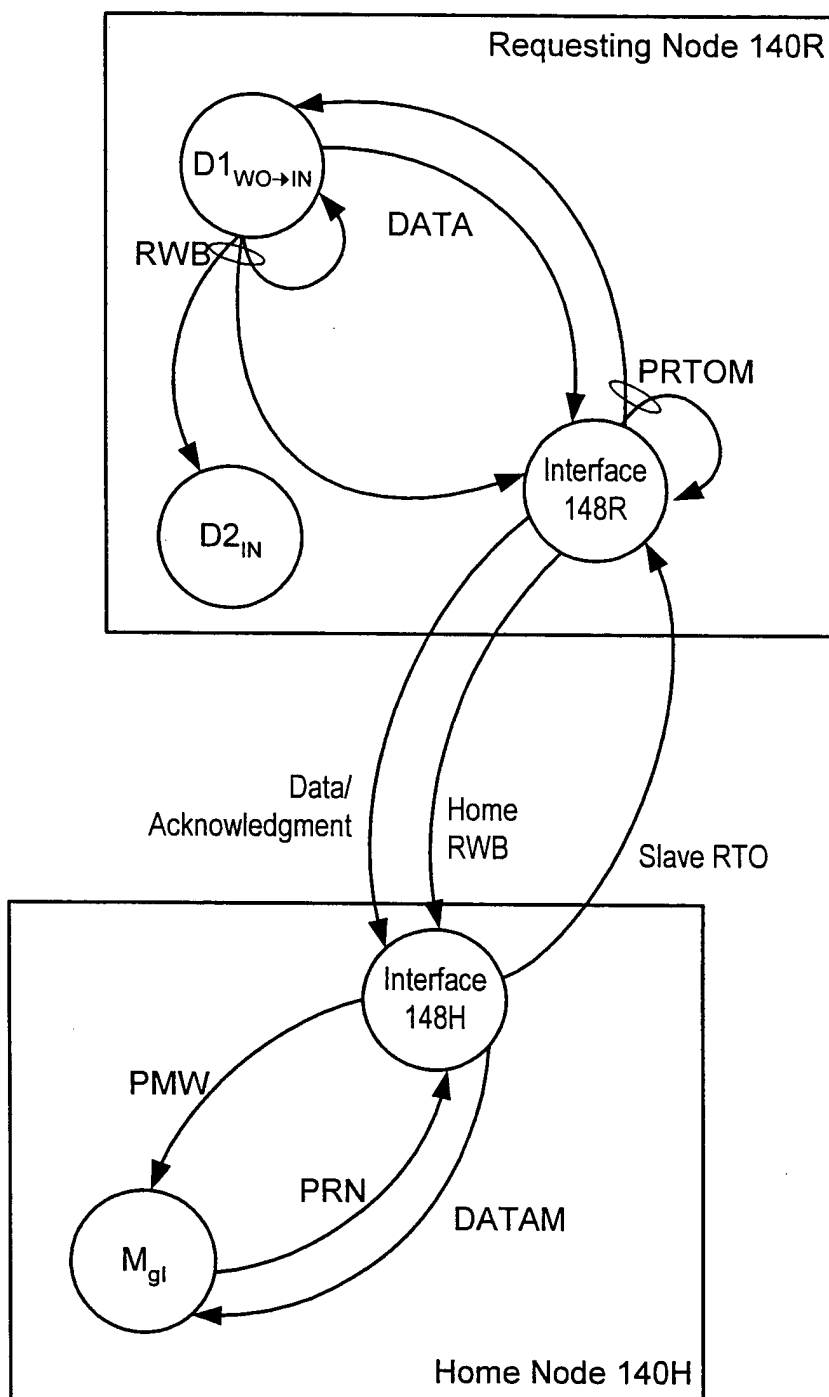 Requesting Node 140R
D1WO→IN
DATA
RWB
PRTOM
Interface
148R
D2IN
Data/
Acknowledgment
Home
RWB
Slave RTO
Interface
148H
PMW
PRN
DATAM
Mgl
Home Node 140H